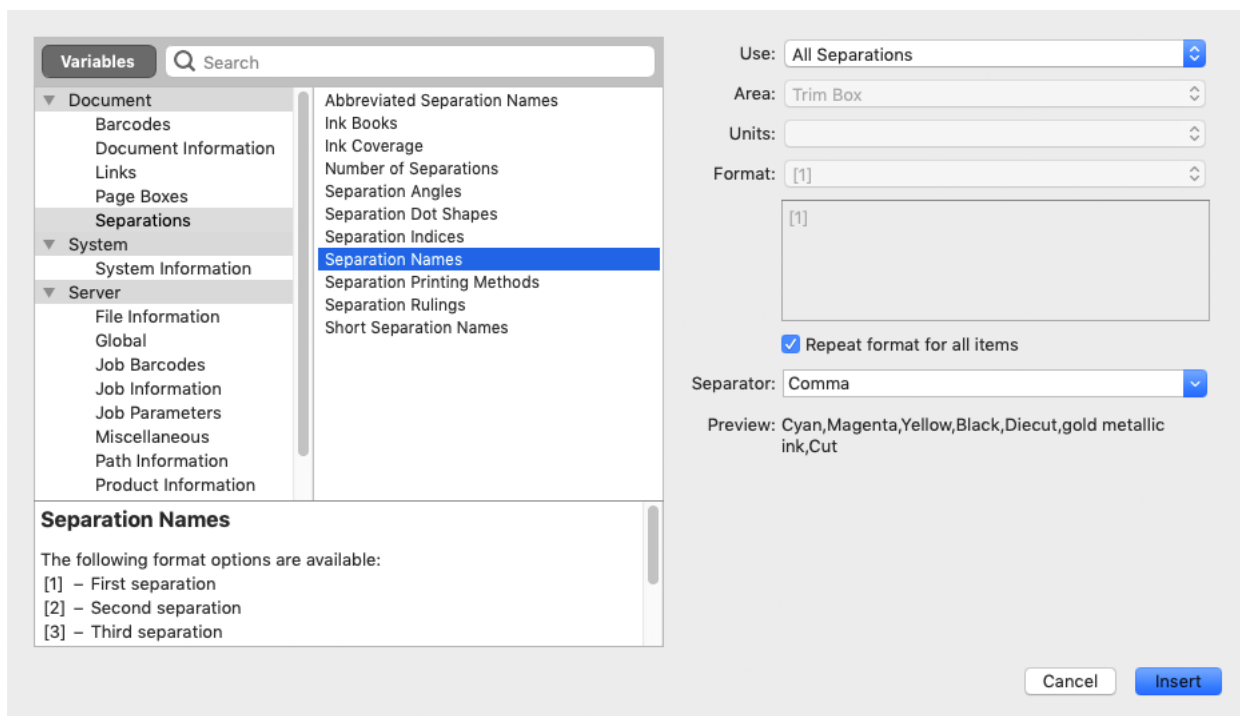 Variables
Search
Document
Barcodes
Document Information
Links
Page Boxes
Separations
System
System Information
Server
File Information
Global
Job Barcodes
Job Information
Job Parameters
Miscellaneous
Path Information
Product Information
Abbreviated Separation Names
Ink Books
Ink Coverage
Number of Separations
Separation Angles
Separation Dot Shapes
Separation Indices
Separation Names
Separation Printing Methods
Separation Rulings
Short Separation Names
Separation Names
The following format options are available:
[1] – First separation
[2] – Second separation
[3] – Third separation
Use: All Separations
Area: Trim Box
Units:
Format: [1]
[1]
Repeat format for all items
Separator: Comma
Preview: Cyan,Magenta,Yellow,Black,Diecut,gold metallic
ink,Cut
Cancel
Insert